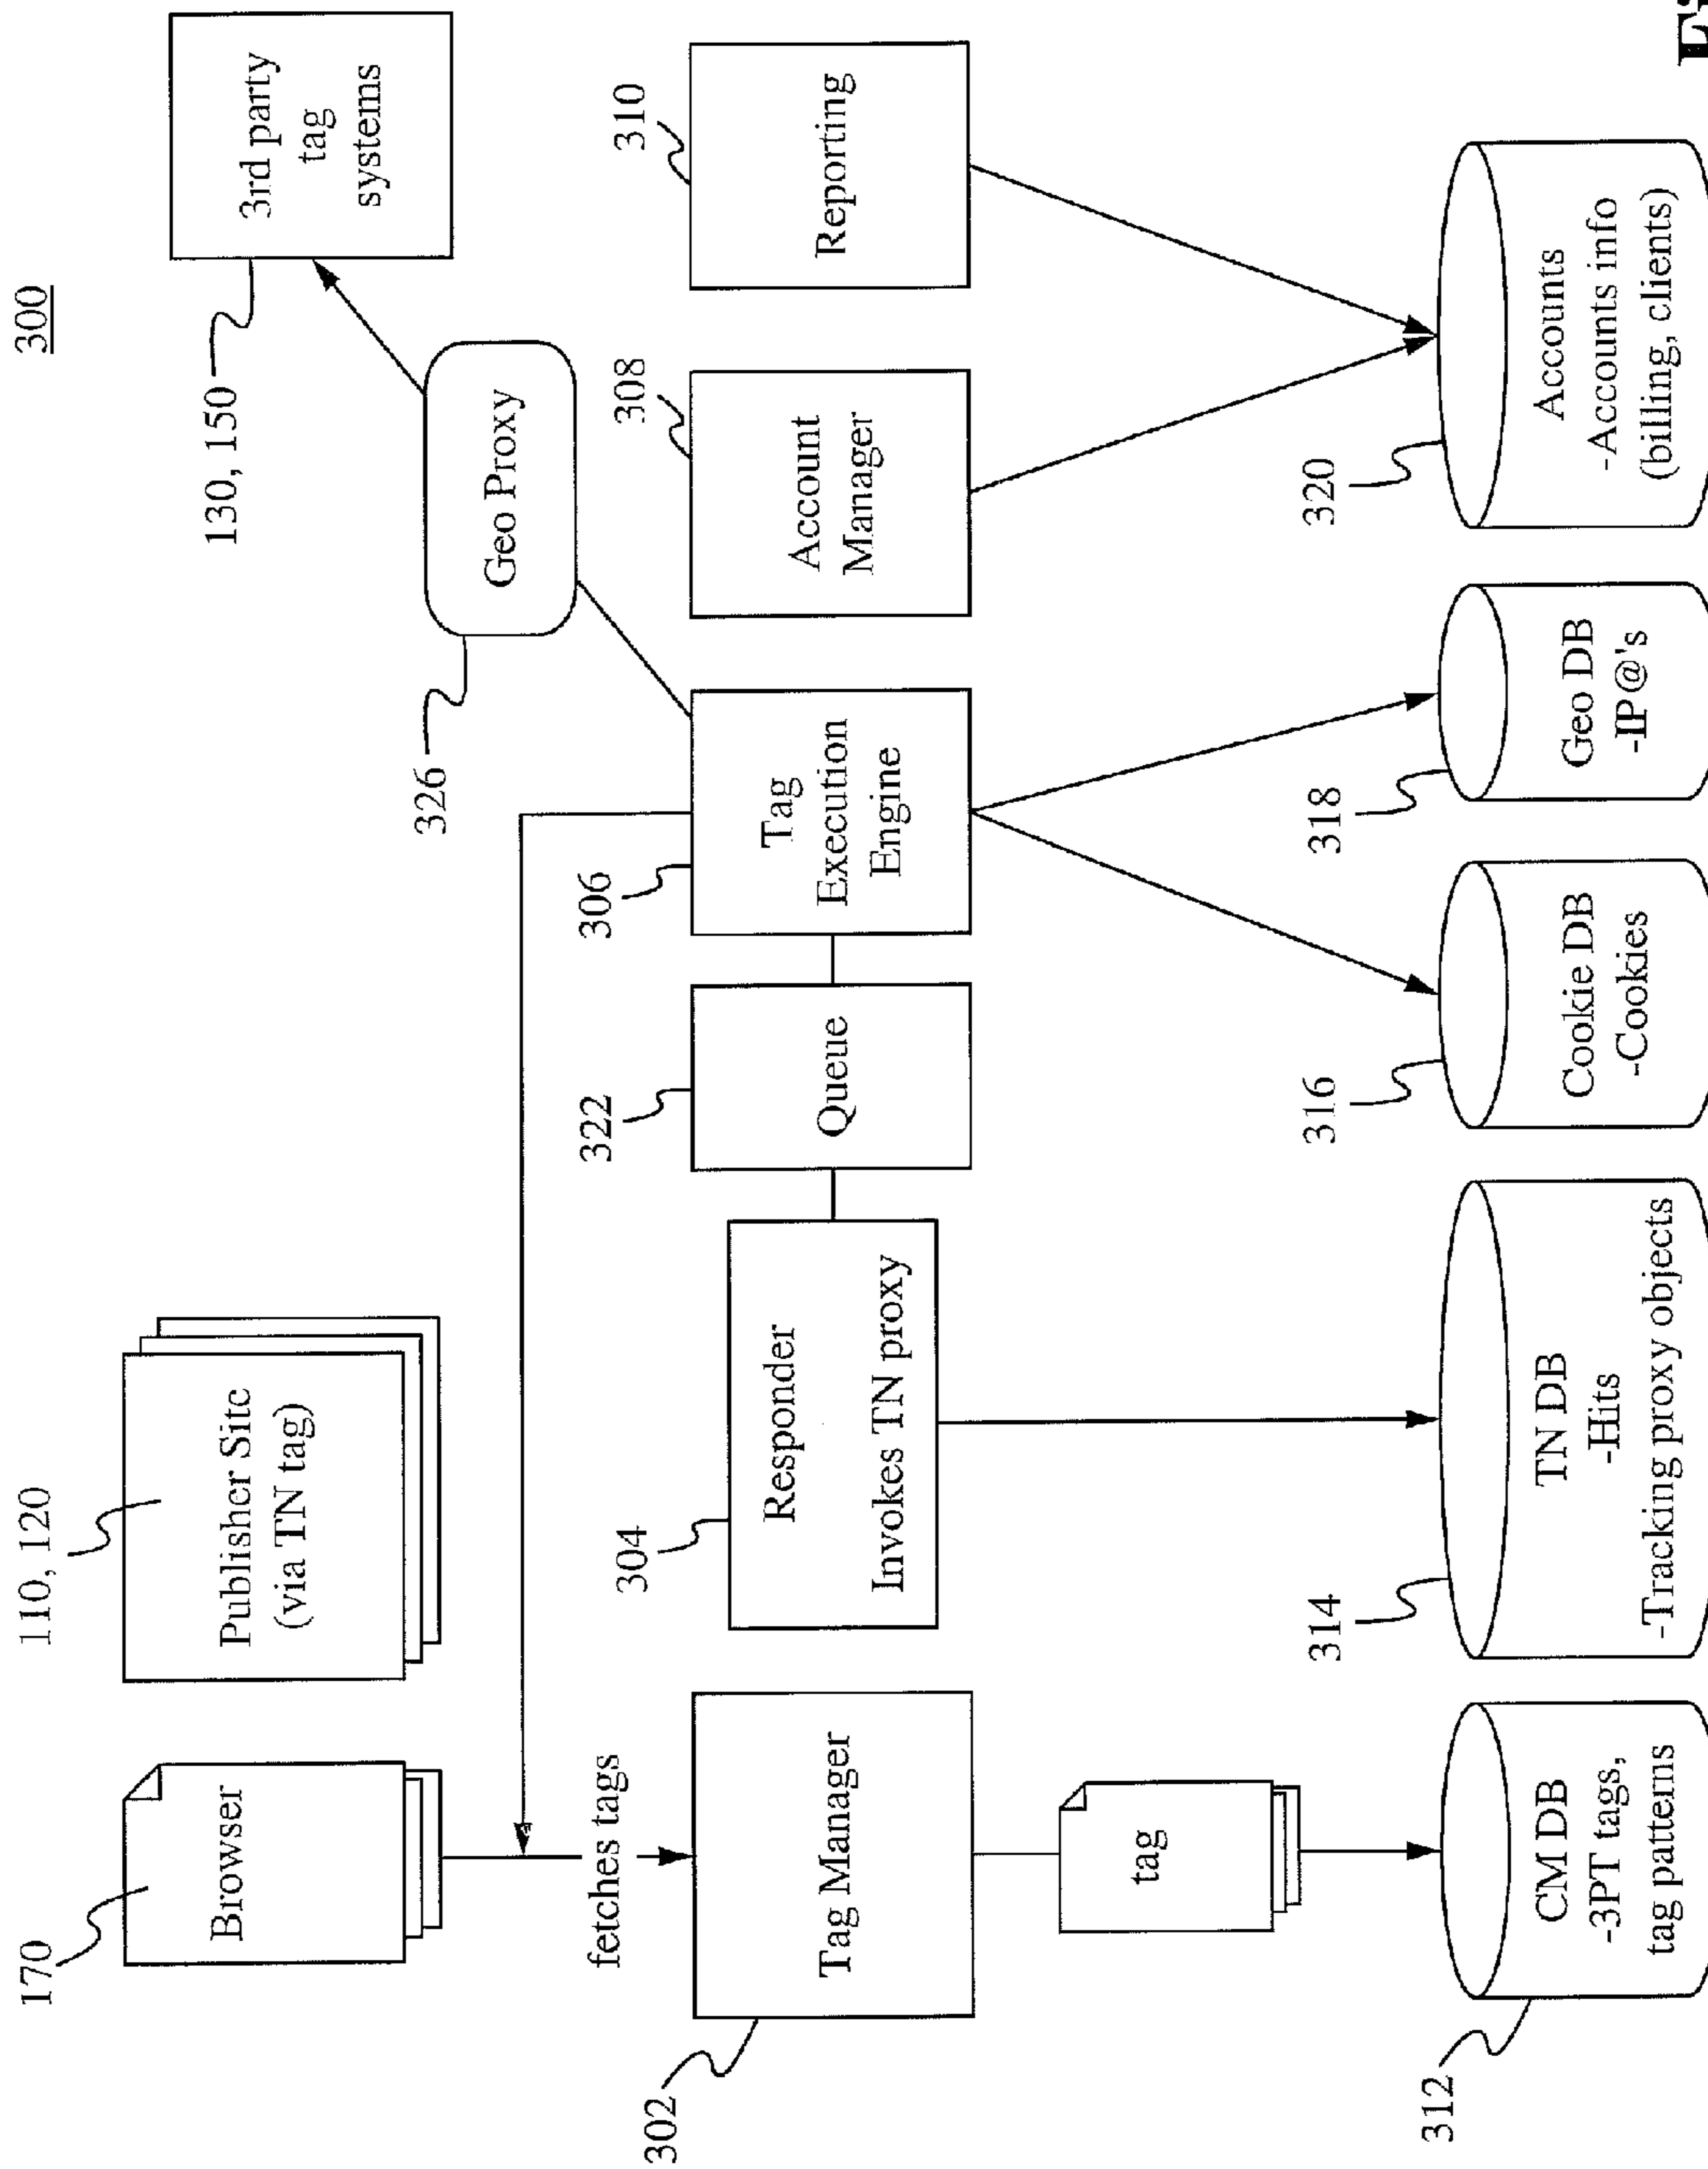 300
170
Browser
110, 120
Publisher Site
(via TN tag)
130, 150
3rd party
tag
systems
326
Geo Proxy
fetches tags
302
Tag Manager
304
Responder
Invokes TN proxy
322
Queue
306
Tag
Execution
Engine
308
Account
Manager
310
Reporting
tag
312
CM DB
-3PT tags,
tag patterns
314
TN DB
-Hits
-Tracking proxy objects
316
Cookie DB
-Cookies
318
Geo DB
-IP@'s
320
Accounts
-Accounts info
(billing, clients)